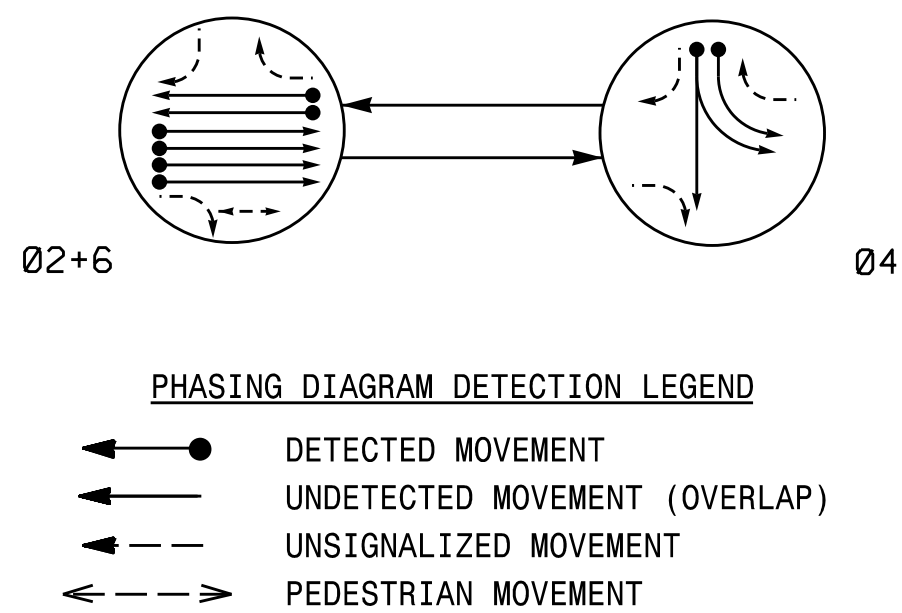 Ø2+6
Ø4
PHASING DIAGRAM DETECTION LEGEND
DETECTED MOVEMENT
UNDETECTED MOVEMENT (OVERLAP)
UNSIGNALIZED MOVEMENT
PEDESTRIAN MOVEMENT